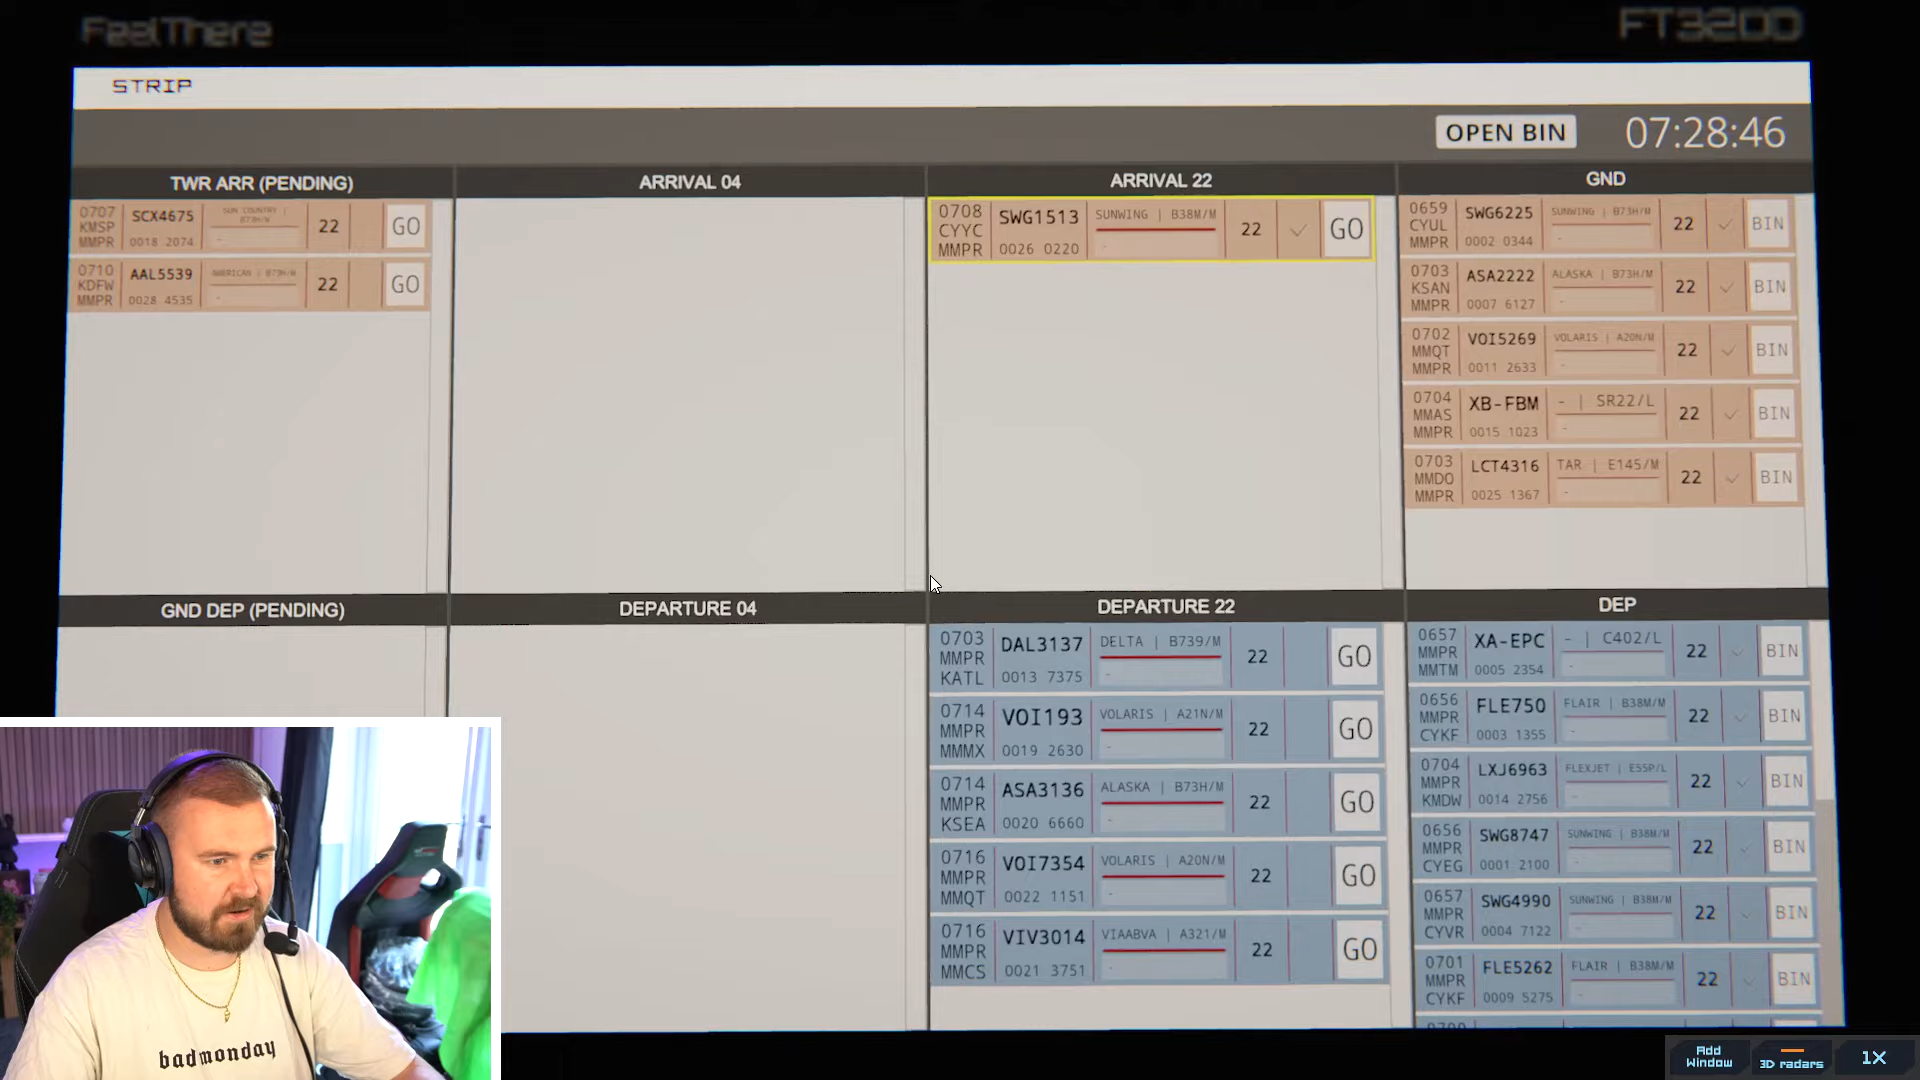 FeelThere
FT3200
STRIP
OPEN BIN
07:28:46
TWR ARR (PENDING)
0707
KMSP
MMPR
SCX4675
0018 2074
SUN COUNTRY |
B73H/M
-
22
GO
0710
KDFW
MMPR
AAL5539
0028 4535
AMERICAN | B73H/M
-
22
GO
ARRIVAL 04
ARRIVAL 22
0708
CYYC
MMPR
SWG1513
0026 0220
SUNWING | B38M/M
-
22
GO
GND
0659
CYUL
MMPR
SWG6225
0002 0344
SUNWING | B73H/M
-
22
BIN
0703
KSAN
MMPR
ASA2222
0007 6127
ALASKA | B73H/M
-
22
BIN
0702
MMQT
MMPR
VOI5269
0011 2633
VOLARIS | A20N/M
-
22
BIN
0704
MMAS
MMPR
XB-FBM
0015 1023
- | SR22/L
-
22
BIN
0703
MMDO
MMPR
LCT4316
0025 1367
TAR | E145/M
-
22
BIN
GND DEP (PENDING)
DEPARTURE 04
DEPARTURE 22
0703
MMPR
KATL
DAL3137
0013 7375
DELTA | B739/M
-
22
GO
0714
MMPR
MMMX
VOI193
0019 2630
VOLARIS | A21N/M
-
22
GO
0714
MMPR
KSEA
ASA3136
0020 6660
ALASKA | B73H/M
-
22
GO
0716
MMPR
MMQT
VOI7354
0022 1151
VOLARIS | A20N/M
-
22
GO
0716
MMPR
MMCS
VIV3014
0021 3751
VIAABVA | A321/M
-
22
GO
DEP
0657
MMPR
MMTM
XA-EPC
0005 2354
- | C402/L
-
22
BIN
0656
MMPR
CYKF
FLE750
0003 1355
FLAIR | B38M/M
-
22
BIN
0704
MMPR
KMDW
LXJ6963
0014 2756
FLEXJET | E55P/L
-
22
BIN
0656
MMPR
CYEG
SWG8747
0001 2100
SUNWING | B38M/M
-
22
BIN
0657
MMPR
CYVR
SWG4990
0004 7122
SUNWING | B38M/M
-
22
BIN
0701
MMPR
CYKF
FLE5262
0009 5275
FLAIR | B38M/M
-
22
BIN
badmonday
Add
Window
3D radars
1X